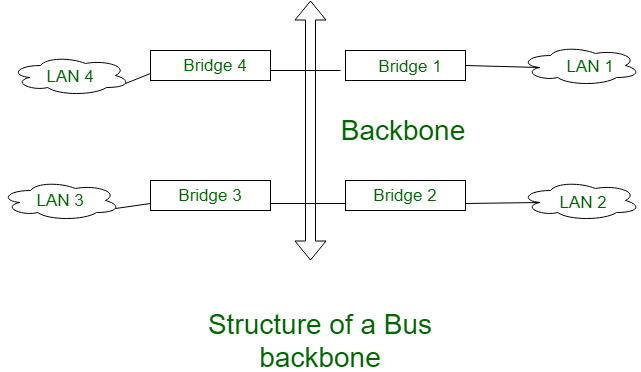 LAN 4
Bridge 4
Bridge 1
LAN 1
Backbone
LAN 3
Bridge 3
Bridge 2
LAN 2
Structure of a Bus
backbone